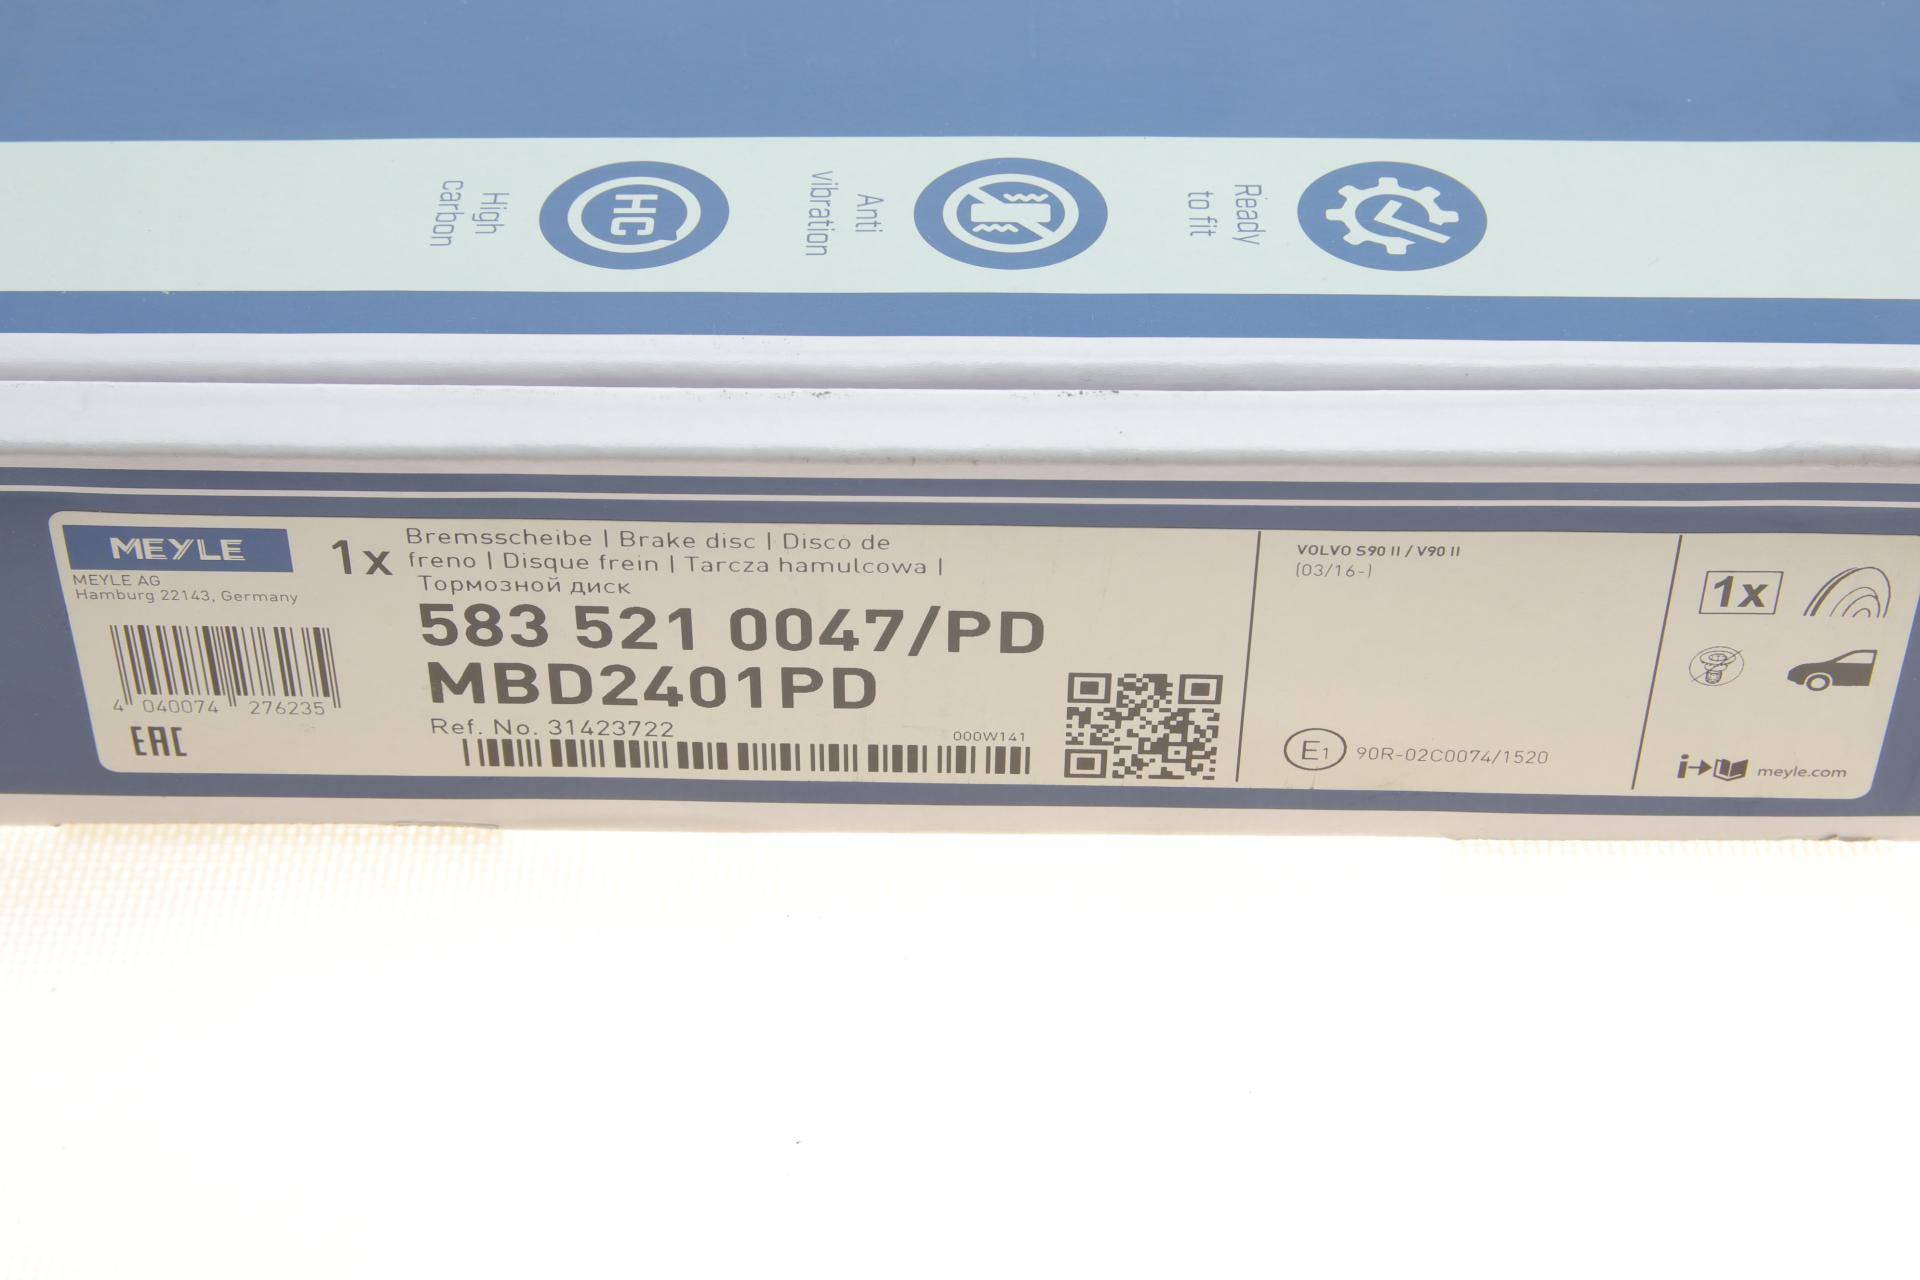 High
carbon
HC
Anti
vibration
Ready
to fit
MEYLE
MEYLE AG
Hamburg 22143, Germany
4 040074 276235
EAC
1x
Bremsscheibe | Brake disc | Disco de
freno | Disque frein | Tarcza hamulcowa |
Тормозной диск
583 521 0047/PD
MBD2401PD
Ref. No. 31423722
000W141
VOLVO S90 II / V90 II
(03/16-)
E1 90R-02C0074/1520
1x
i meyle.com